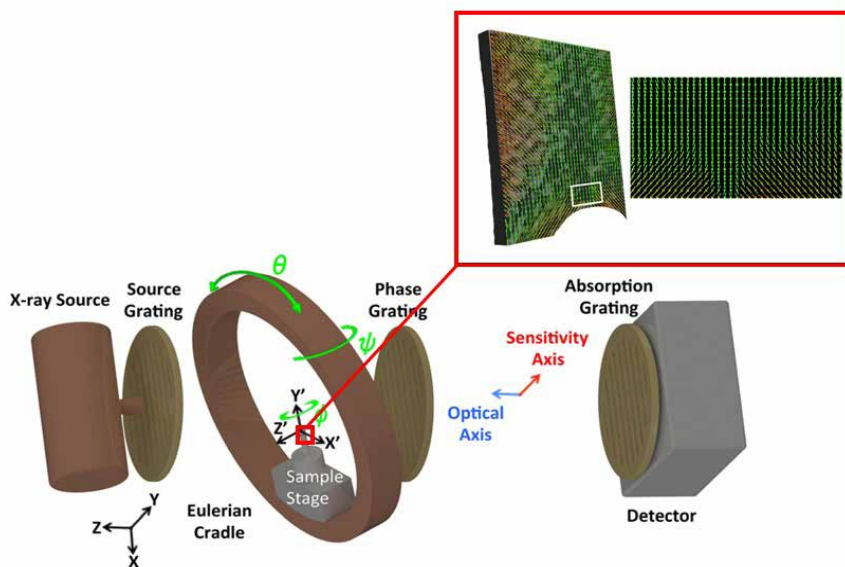 θ
X-ray Source
Source
Grating
Phase
Grating
Absorption
Grating
ψ
Sensitivity
Axis
Optical
Axis
Y'
ϕ
Z'
X'
Sample
Stage
Eulerian
Cradle
Y
Z
X
Detector